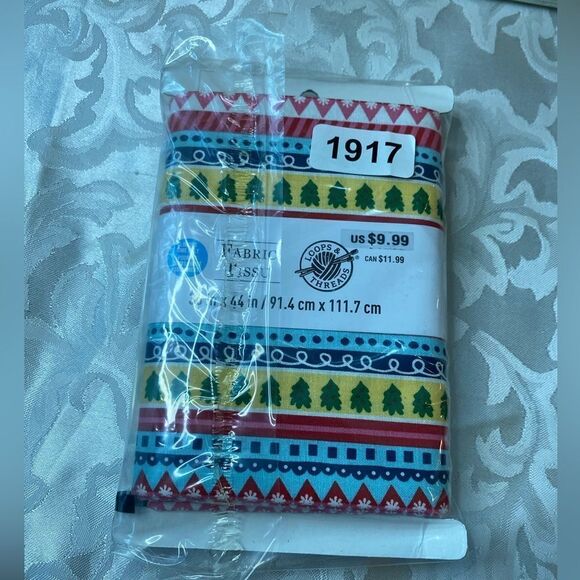 1917
US $9.99
CAN $11.99
LOOPS & THREADS
®
FABRIC
TISSU
44 in / 91.4 cm x 111.7 cm